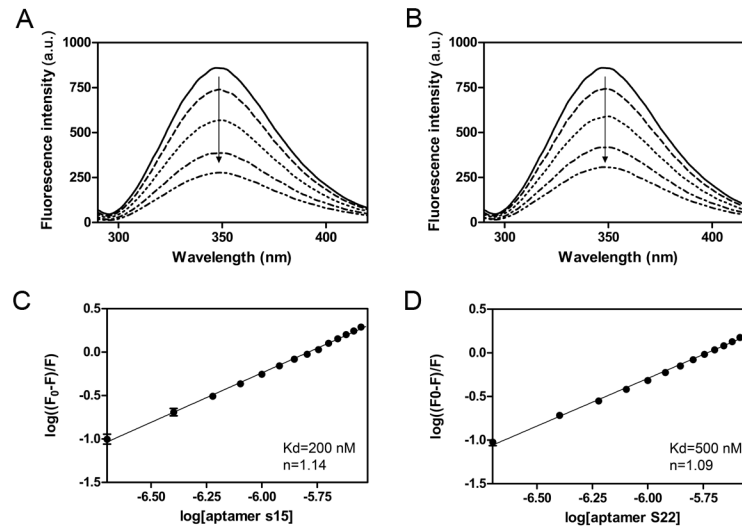 A
Fluorescence intensity (a.u.)
1000
750
500
250
0
300
350
400
Wavelength (nm)
B
Fluorescence intensity (a.u.)
1000
750
500
250
0
300
350
400
Wavelength (nm)
C
log((F0-F)/F)
0.5
0.0
-0.5
-1.0
-1.5
Kd=200 nM
n=1.14
-6.50
-6.25
-6.00
-5.75
log[aptamer s15]
D
log((F0-F)/F)
0.5
0.0
-0.5
-1.0
-1.5
Kd=500 nM
n=1.09
-6.50
-6.25
-6.00
-5.75
log[aptamer S22]